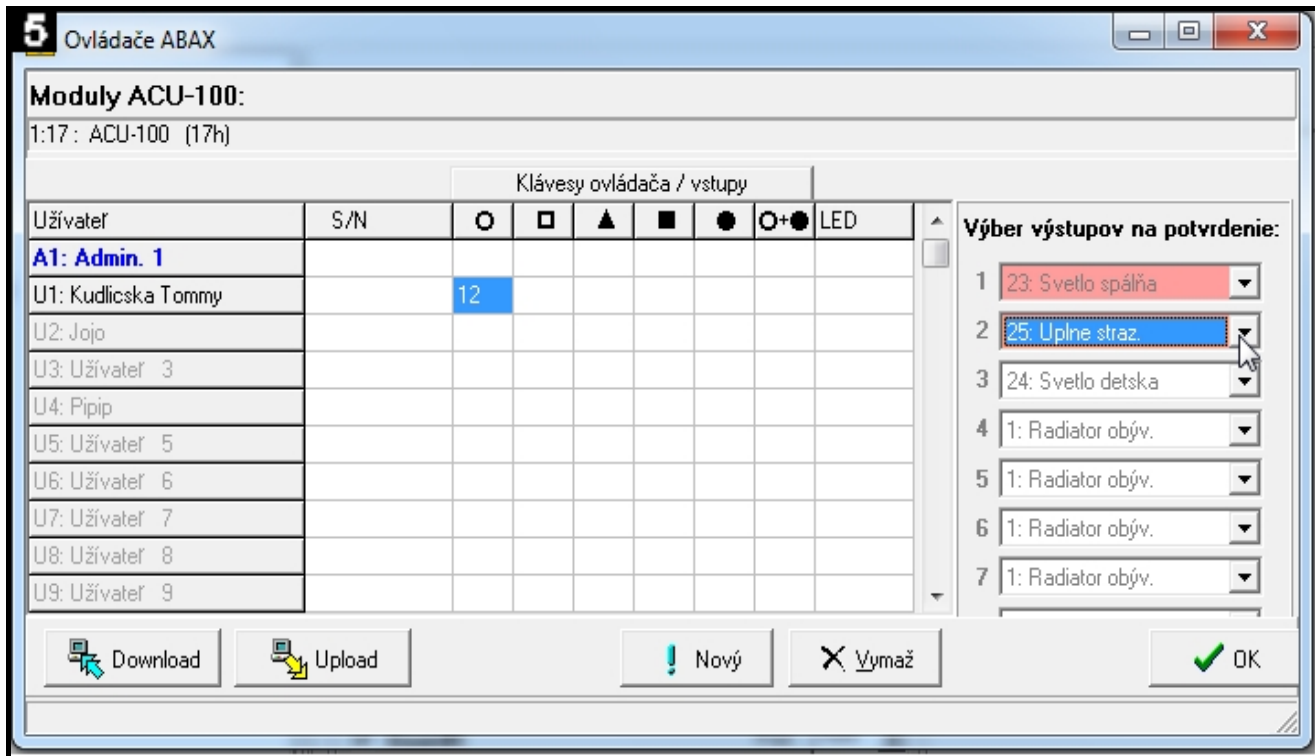 5
Ovládače ABAX
Moduly ACU-100:
1:17 : ACU-100 (17h)
Klávesy ovládača / vstupy
Užívateľ S/N O+● LED
A1: Admin. 1
U1: Kudlicska Tommy 12
U2: Jojo
U3: Užívateľ 3
U4: Pipip
U5: Užívateľ 5
U6: Užívateľ 6
U7: Užívateľ 7
U8: Užívateľ 8
U9: Užívateľ 9
Výber výstupov na potvrdenie:
1 23: Svetlo spálňa
2 25: Uplne straz.
3 24: Svetlo detska
4 1: Radiator obýv.
5 1: Radiator obýv.
6 1: Radiator obýv.
7 1: Radiator obýv.
Download Upload Nový Vymaž OK